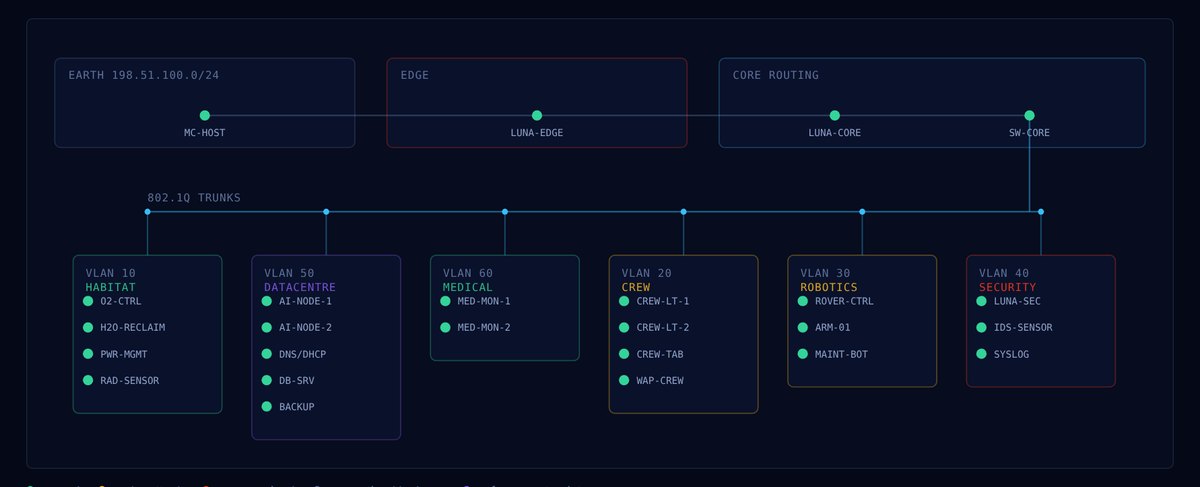 EARTH 198.51.100.0/24
EDGE
CORE ROUTING
MC-HOST
LUNA-EDGE
LUNA-CORE
SW-CORE
802.1Q TRUNKS
VLAN 10
HABITAT
O2-CTRL
H2O-RECLAIM
PWR-MGMT
RAD-SENSOR
VLAN 50
DATACENTRE
AI-NODE-1
AI-NODE-2
DNS/DHCP
DB-SRV
BACKUP
VLAN 60
MEDICAL
MED-MON-1
MED-MON-2
VLAN 20
CREW
CREW-LT-1
CREW-LT-2
CREW-TAB
WAP-CREW
VLAN 30
ROBOTICS
ROVER-CTRL
ARM-01
MAINT-BOT
VLAN 40
SECURITY
LUNA-SEC
IDS-SENSOR
SYSLOG